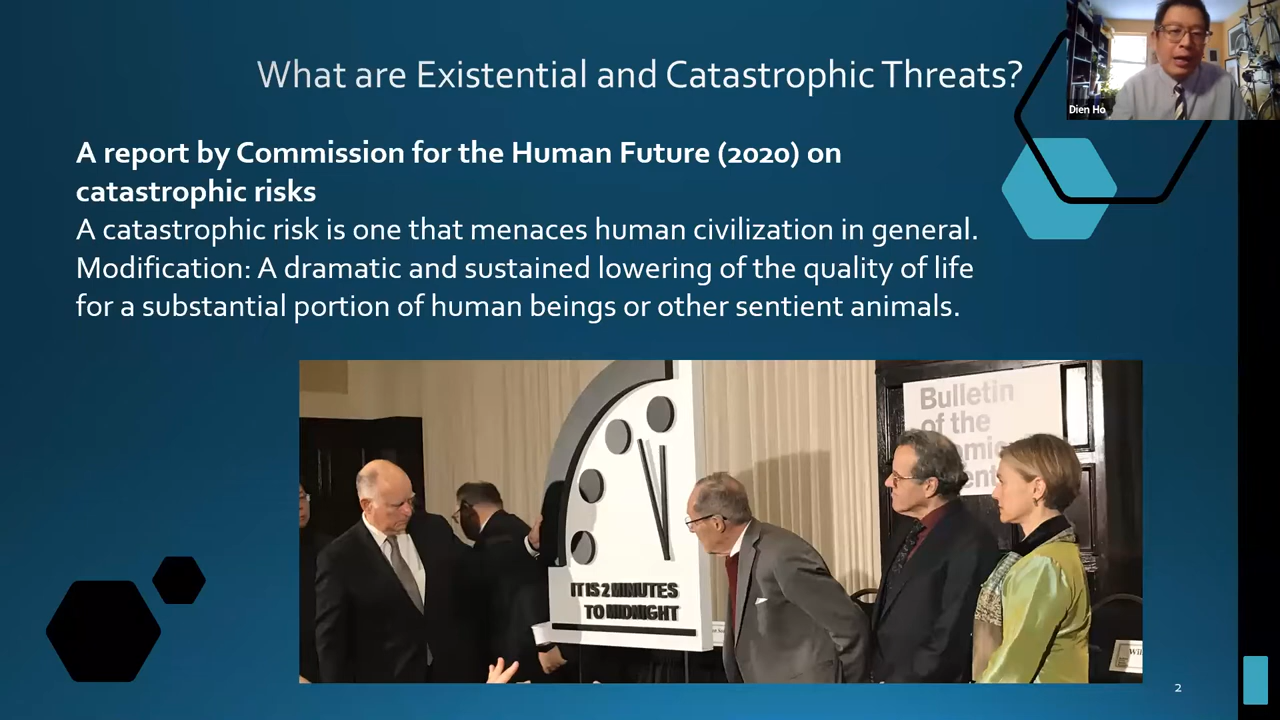 What are Existential and Catastrophic Threats?
Dien Ho
A report by Commission for the Human Future (2020) on
catastrophic risks
A catastrophic risk is one that menaces human civilization in general.
Modification: A dramatic and sustained lowering of the quality of life
for a substantial portion of human beings or other sentient animals.
Bulletin
of the
IT IS 2 MINUTES
TO MIDNIGHT
2